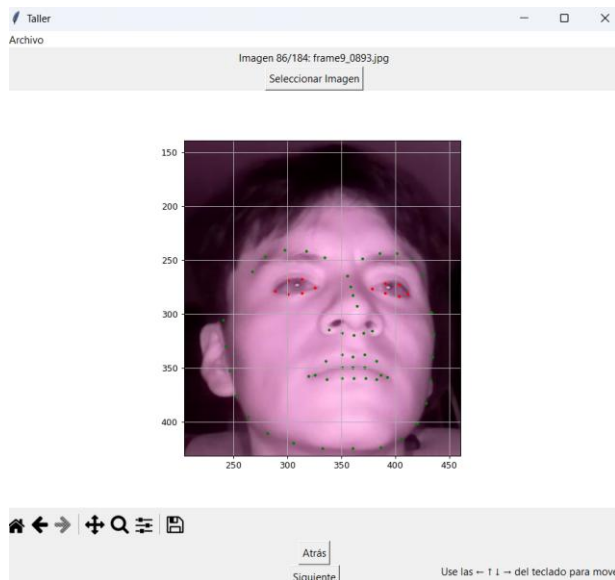 Taller
Archivo
Imagen 86/184: frame9_0893.jpg
Seleccionar Imagen
150
200
250
300
350
400
250 300 350 400 450
Atrás
Siguiente
Use las ← ↑ ↓ → del teclado para move